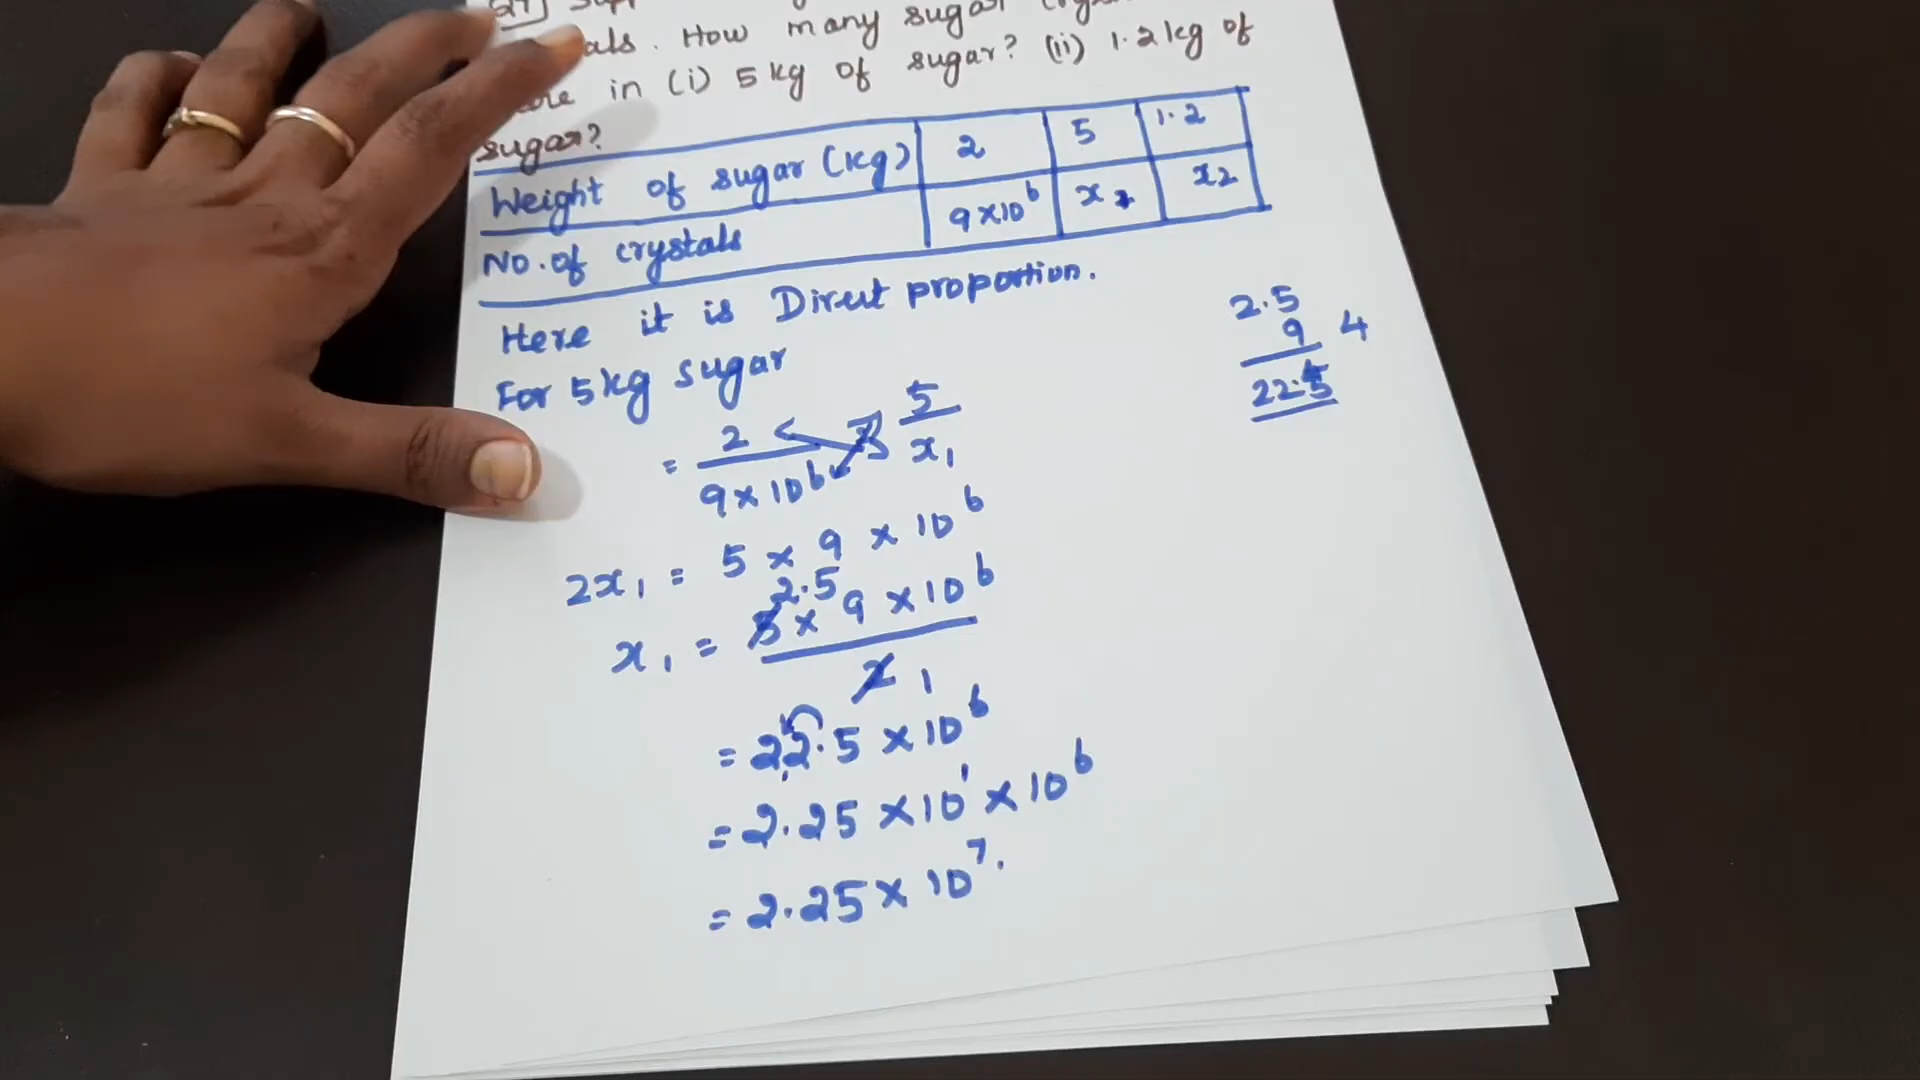 als. How many sugar
in (i) 5 kg of sugar? (ii) 1.2 kg of
sugar?
Weight of sugar (kg) 2 5 1.2
No. of crystals 9 × 10⁶ x₁ x₂
Here it is Direct proportion.
For 5 kg sugar
= 2 / 9 × 10⁶ 5 / x₁
2x₁ = 5 × 9 × 10⁶
2.5
x₁ = 5 × 9 × 10⁶ / 2 1
= 22.5 × 10⁶
= 2.25 × 10¹ × 10⁶
= 2.25 × 10⁷.
2.5
9 4
22.5